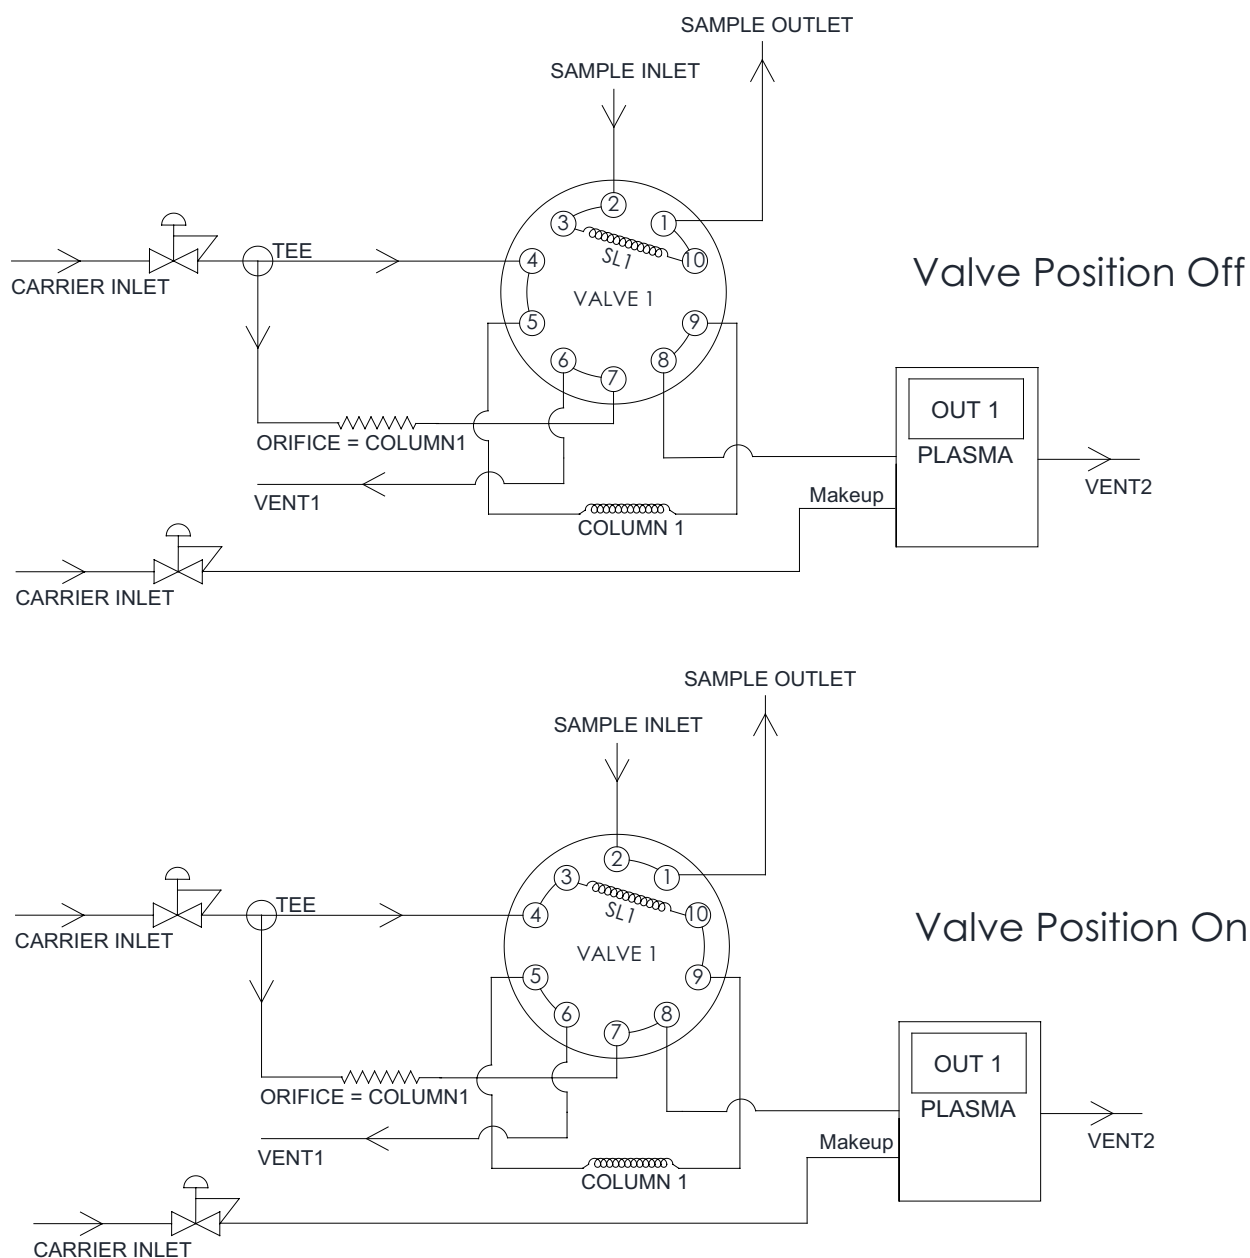 SAMPLE OUTLET
SAMPLE INLET
2
3
1
TEE
4
10
SL1
CARRIER INLET
Valve Position Off
VALVE 1
5
9
6
8
7
OUT 1
ORIFICE = COLUMN1
PLASMA
VENT1
Makeup
VENT2
COLUMN 1
CARRIER INLET
SAMPLE OUTLET
SAMPLE INLET
2
3
1
TEE
4
10
SL1
CARRIER INLET
Valve Position On
VALVE 1
5
9
6
8
7
OUT 1
ORIFICE = COLUMN1
PLASMA
VENT1
Makeup
VENT2
COLUMN 1
CARRIER INLET